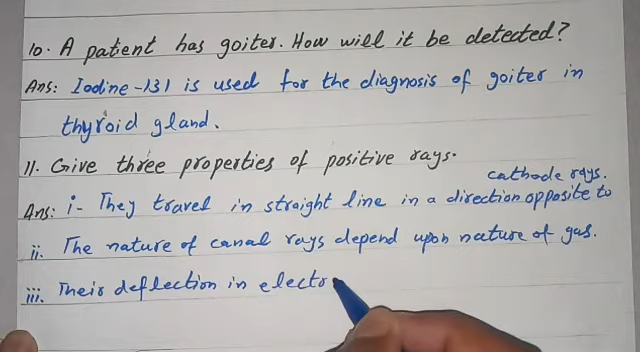 10. A patient has goiter. How will it be detected?
Ans: Iodine-131 is used for the diagnosis of goiter in
thyroid gland.
11. Give three properties of positive rays.
cathode rays.
Ans: i- They travel in straight line in a direction opposite to
ii. The nature of canal rays depend upon nature of gas.
iii. Their deflection in electo